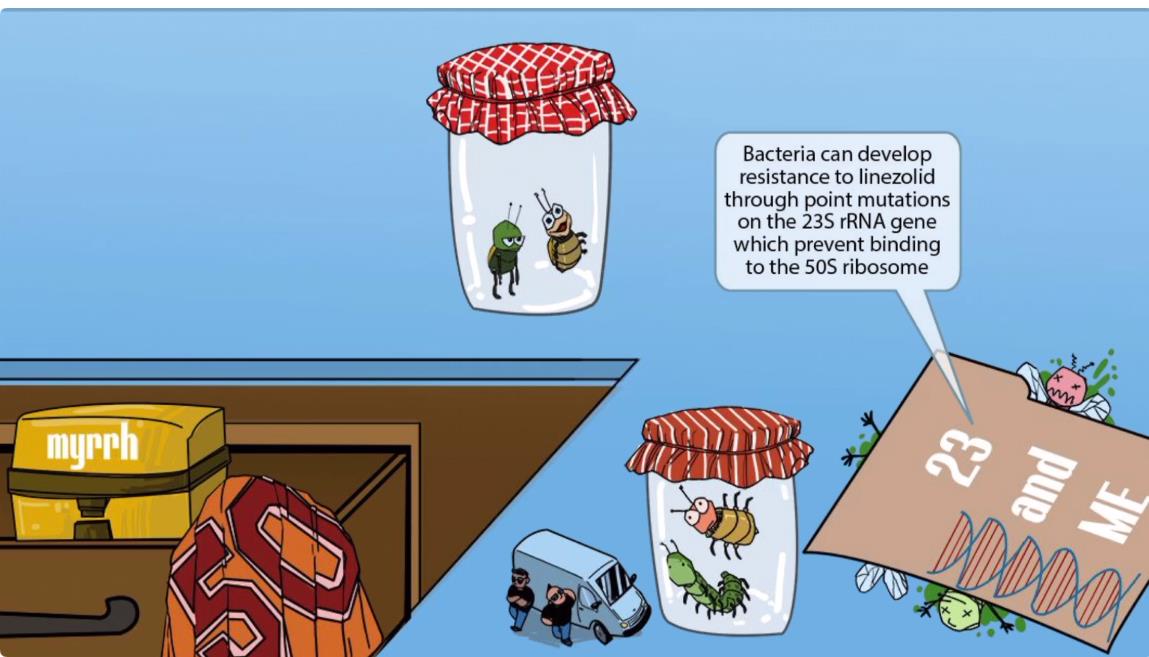 Bacteria can develop
resistance to linezolid
through point mutations
on the 23S rRNA gene
which prevent binding
to the 50S ribosome
myrrh
50
23
and
ME